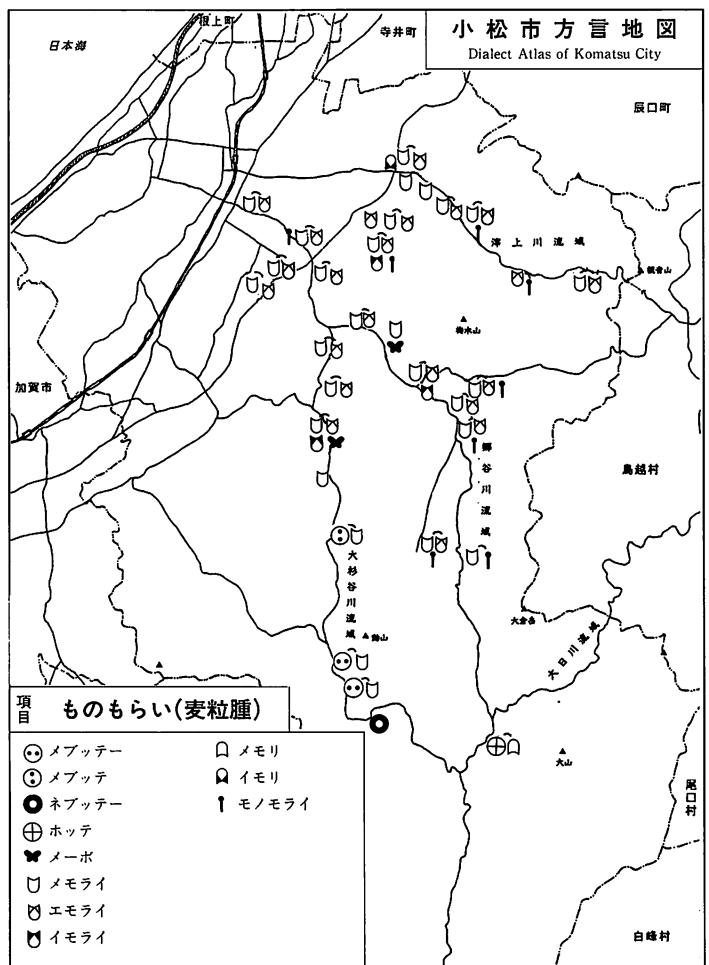 小松市方言地図
Dialect Atlas of Komatsu City
日本海
根上町
寺井町
辰口町
滓上川流域
観音山
梅木山
加賀市
鳥越村
郷谷川流域
大杉谷川流域
鈴山
大倉岳
大日川流域
大山
尾口村
白峰村
項目 ものもらい(麦粒腫)
メブッテー
メブッテ
ネブッテー
ホッテ
メーボ
メモライ
エモライ
イモライ
メモリ
イモリ
モノモライ